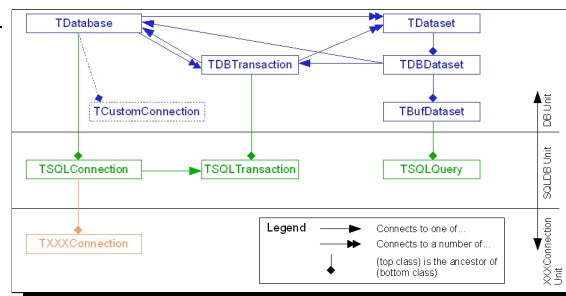 TDatabase
TDataset
TDBTransaction
TDBDataset
TCustomConnection
TBufDataset
DB Unit
TSQLConnection
TSQLTransaction
TSQLQuery
SQLDB Unit
TXXXConnection
Legend
Connects to one of...
Connects to a number of...
(top class) is the ancestor of
(bottom class)
XXXConnection
Unit